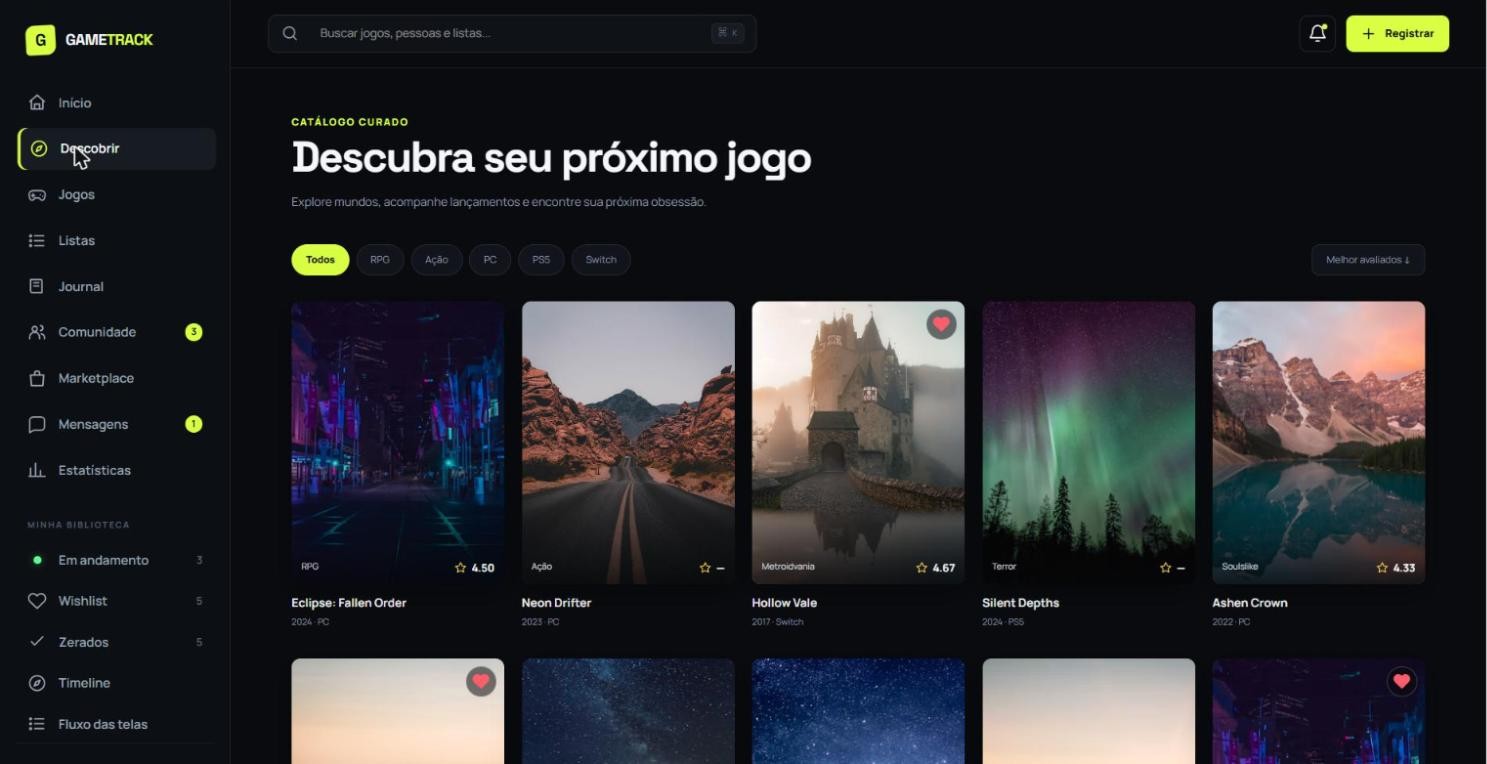 G GAMETRACK
Buscar jogos, pessoas e listas...
⌘ K
+ Registrar
Início
Descobrir
Jogos
Listas
Journal
Comunidade 3
Marketplace
Mensagens 1
Estatísticas
MINHA BIBLIOTECA
Em andamento 3
Wishlist 5
Zerados 5
Timeline
Fluxo das telas
CATÁLOGO CURADO
Descubra seu próximo jogo
Explore mundos, acompanhe lançamentos e encontre sua próxima obsessão.
Todos RPG Ação PC PS5 Switch
Melhor avaliados ↓
RPG 4.50
Eclipse: Fallen Order
2024 · PC
Ação —
Neon Drifter
2023 · PC
Metroidvania 4.67
Hollow Vale
2017 · Switch
Terror —
Silent Depths
2024 · PS5
Soulslike 4.33
Ashen Crown
2022 · PC